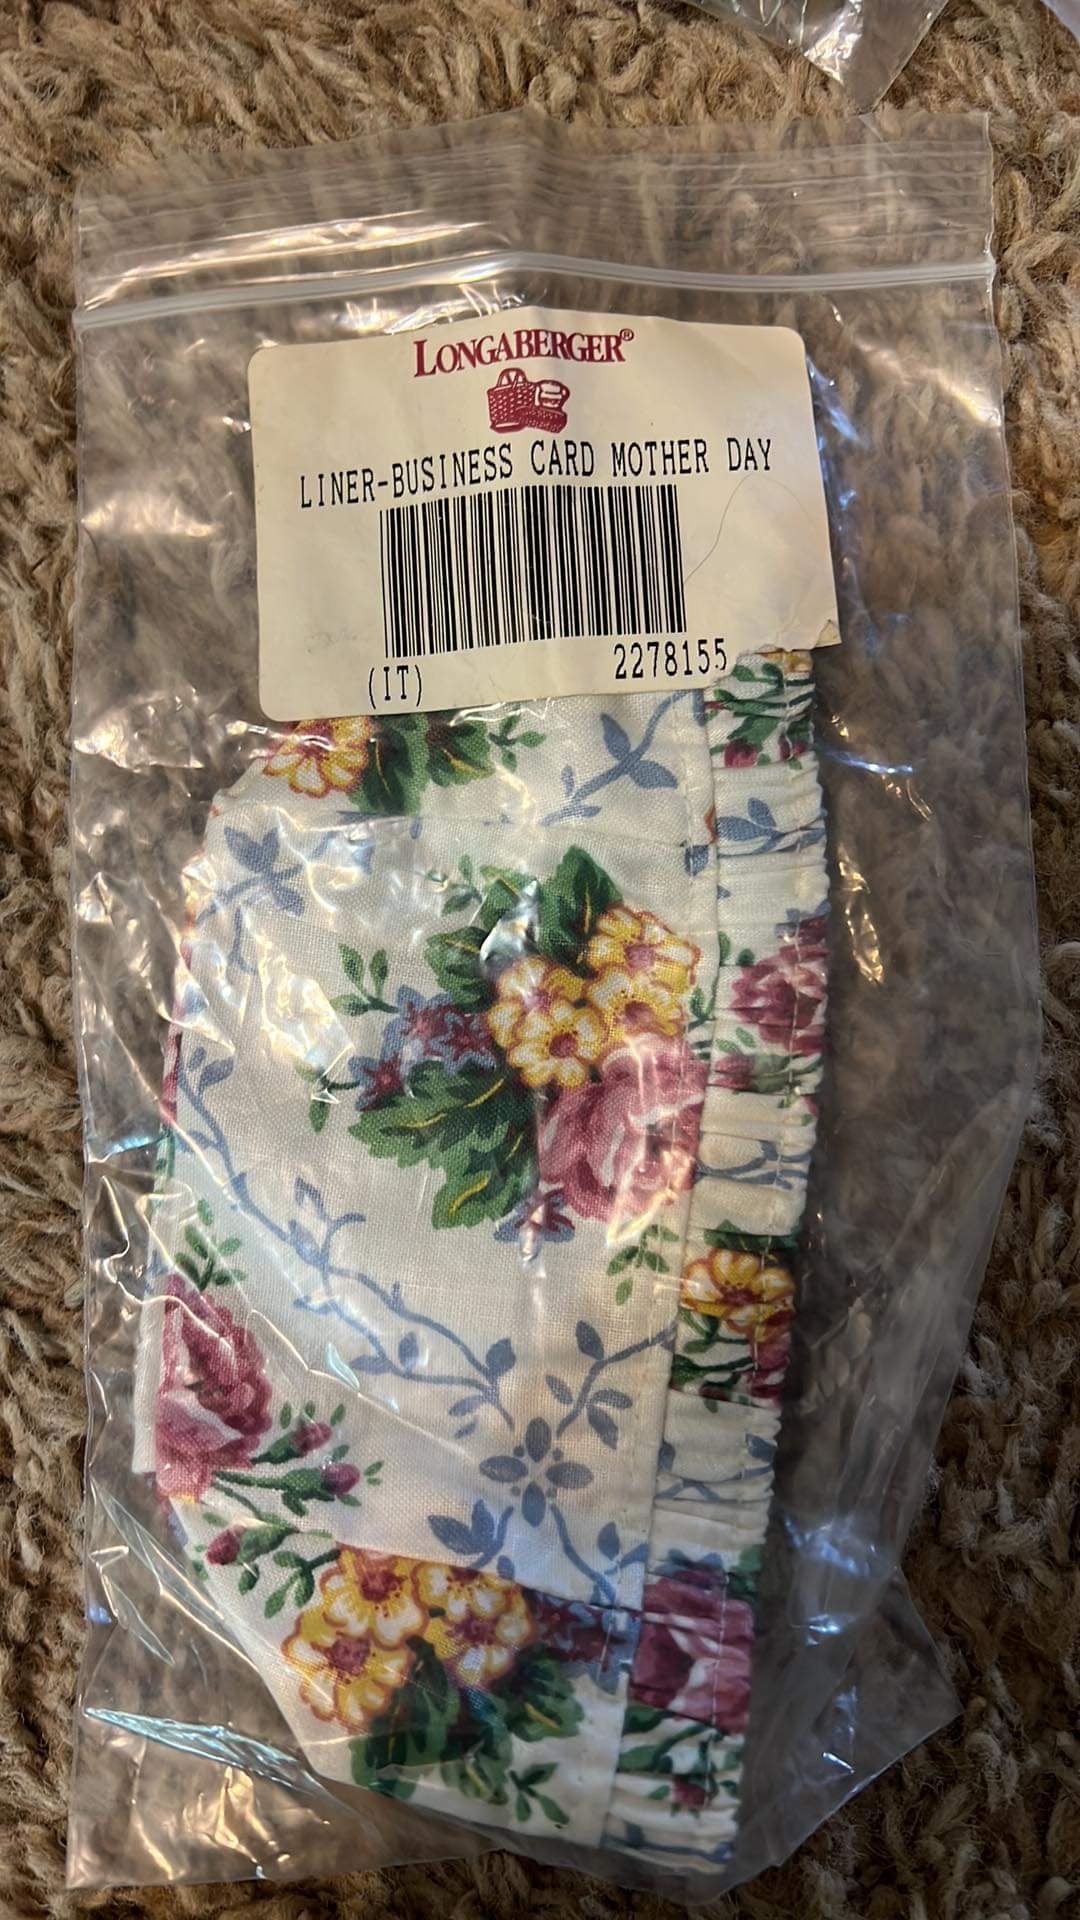 LONGABERGER®
LINER-BUSINESS CARD MOTHER DAY
(IT) 2278155